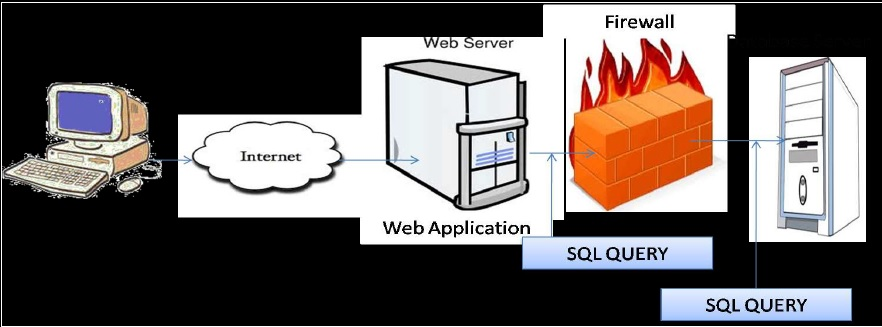 Firewall
Web Server
Internet
Web Application
SQL QUERY
SQL QUERY